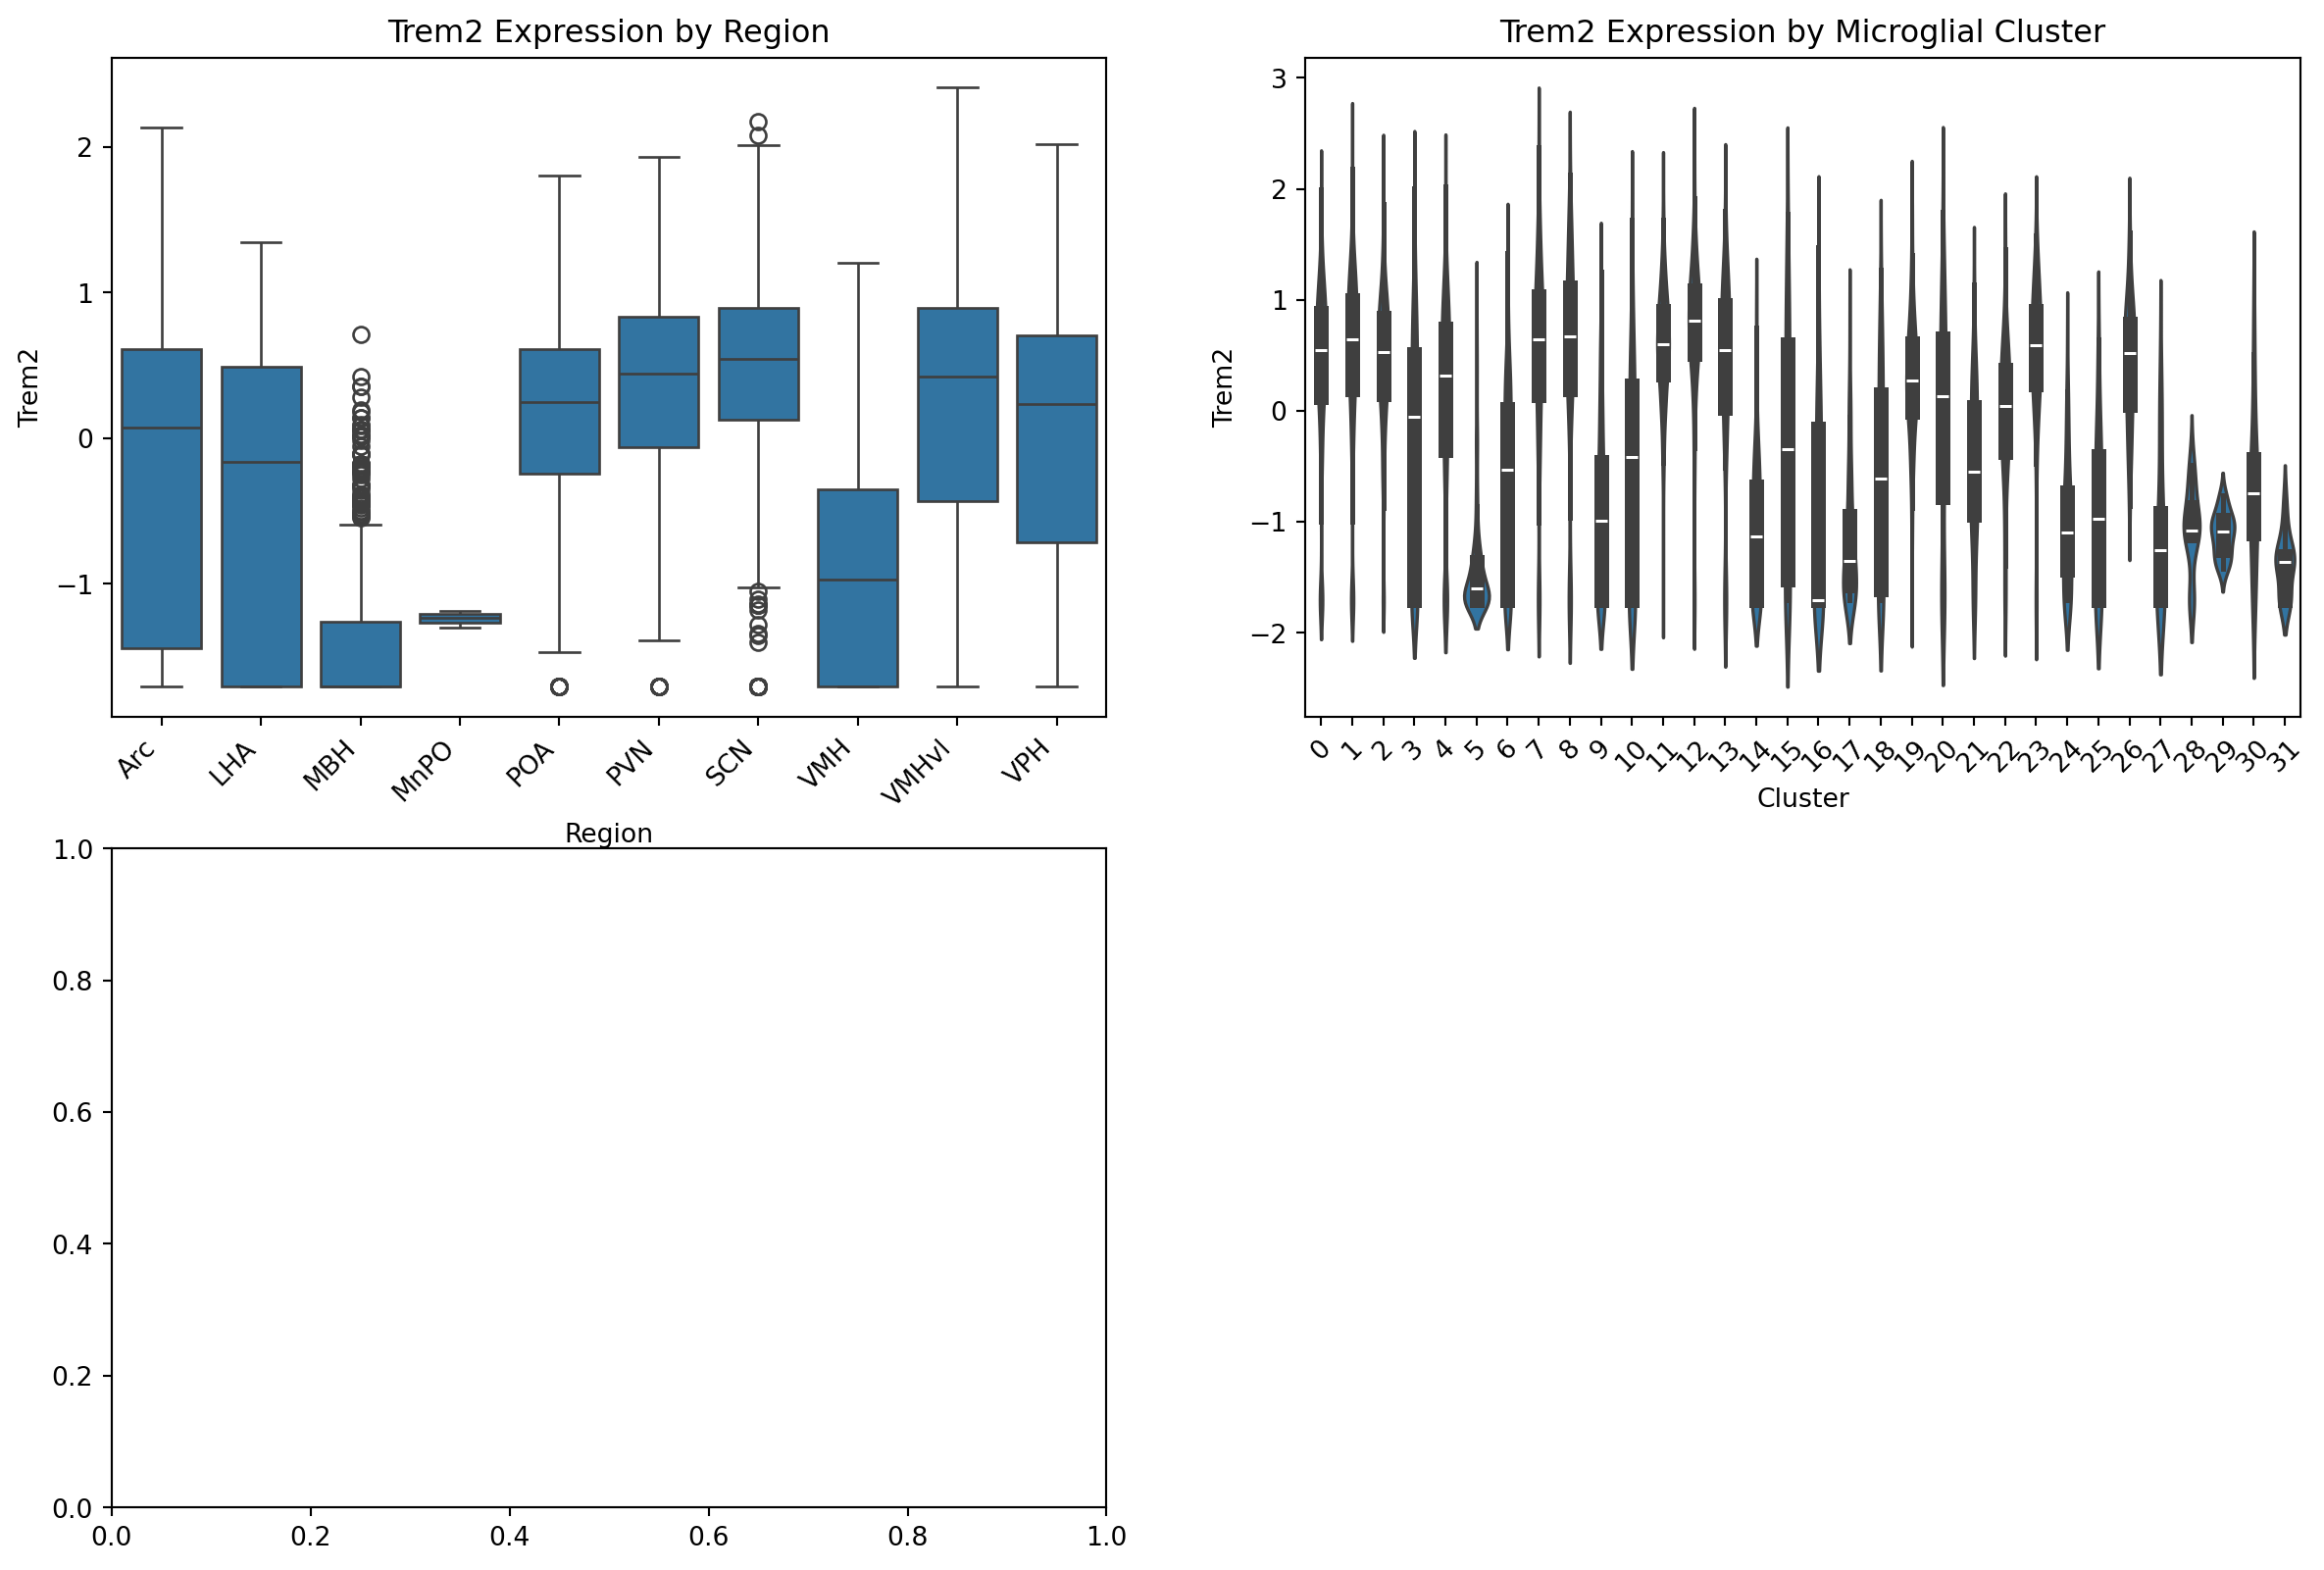 Trem2 Expression by Region
Trem2
2
1
0
−1
Arc LHA MBH MnPO POA PVN SCN VMH VMHvl VPH
Region
Trem2 Expression by Microglial Cluster
Trem2
3
2
1
0
−1
−2
0 1 2 3 4 5 6 7 8 9 10 11 12 13 14 15 16 17 18 19 20 21 22 23 24 25 26 27 28 29 30 31
Cluster
1.0
0.8
0.6
0.4
0.2
0.0
0.0 0.2 0.4 0.6 0.8 1.0